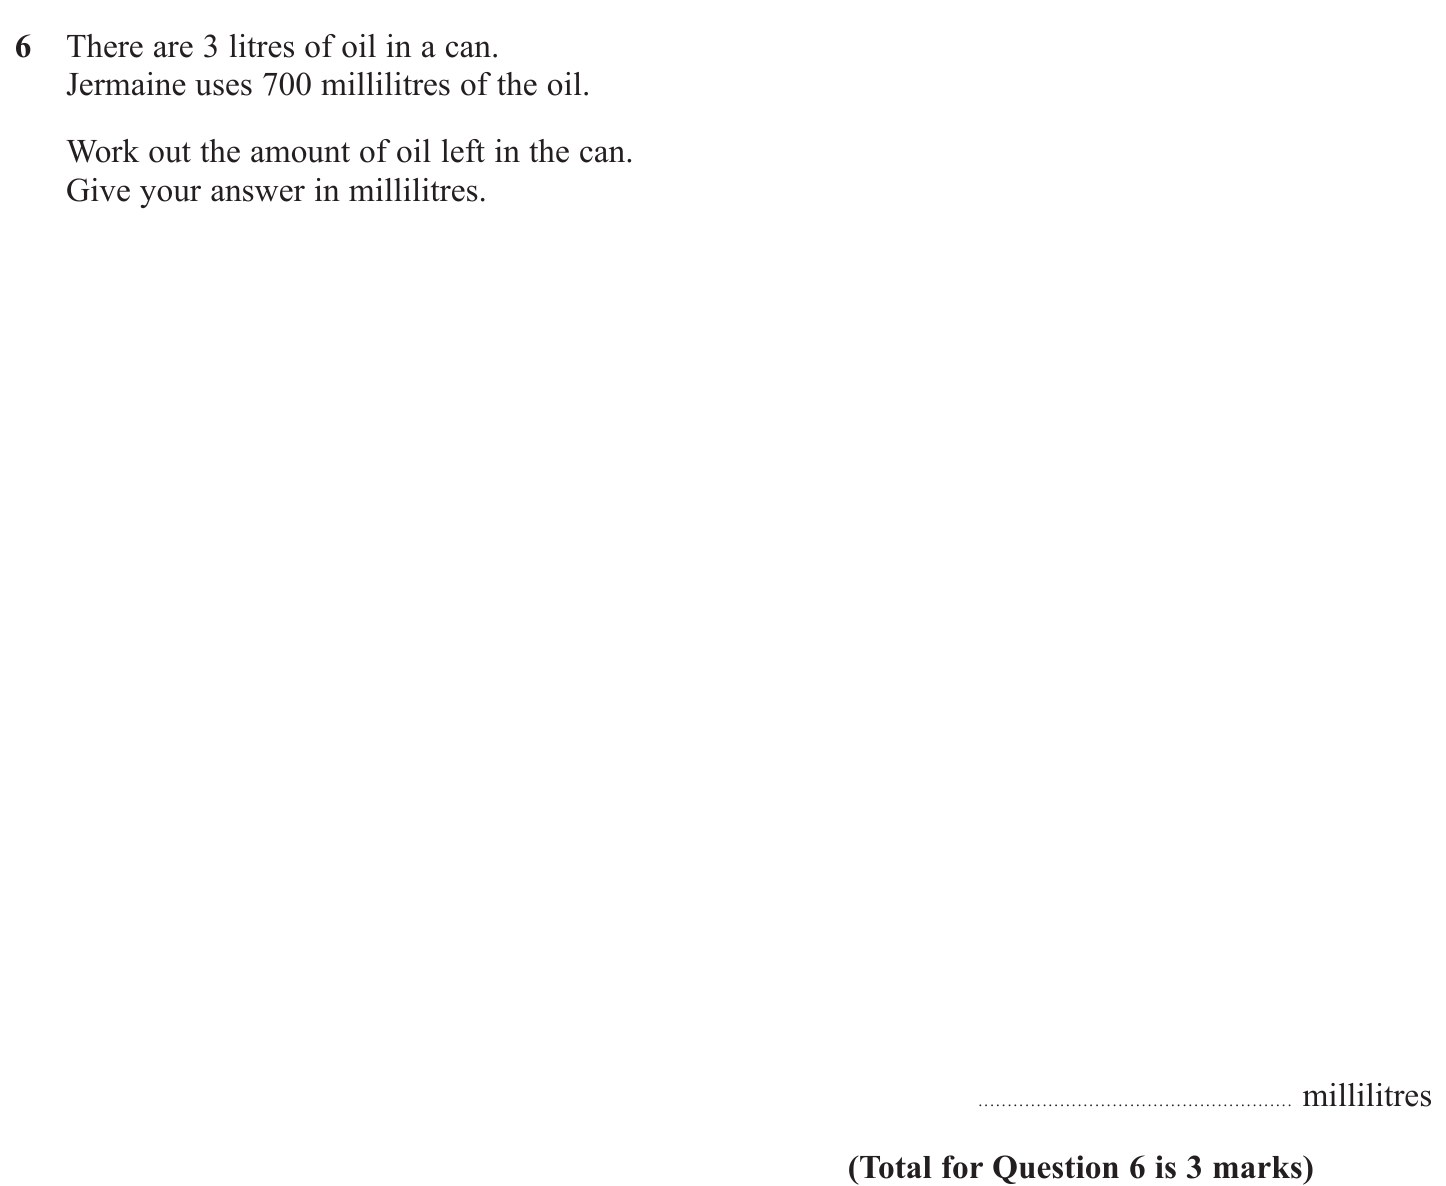 6 There are 3 litres of oil in a can.
Jermaine uses 700 millilitres of the oil.
Work out the amount of oil left in the can.
Give your answer in millilitres.
.................................................... millilitres
(Total for Question 6 is 3 marks)